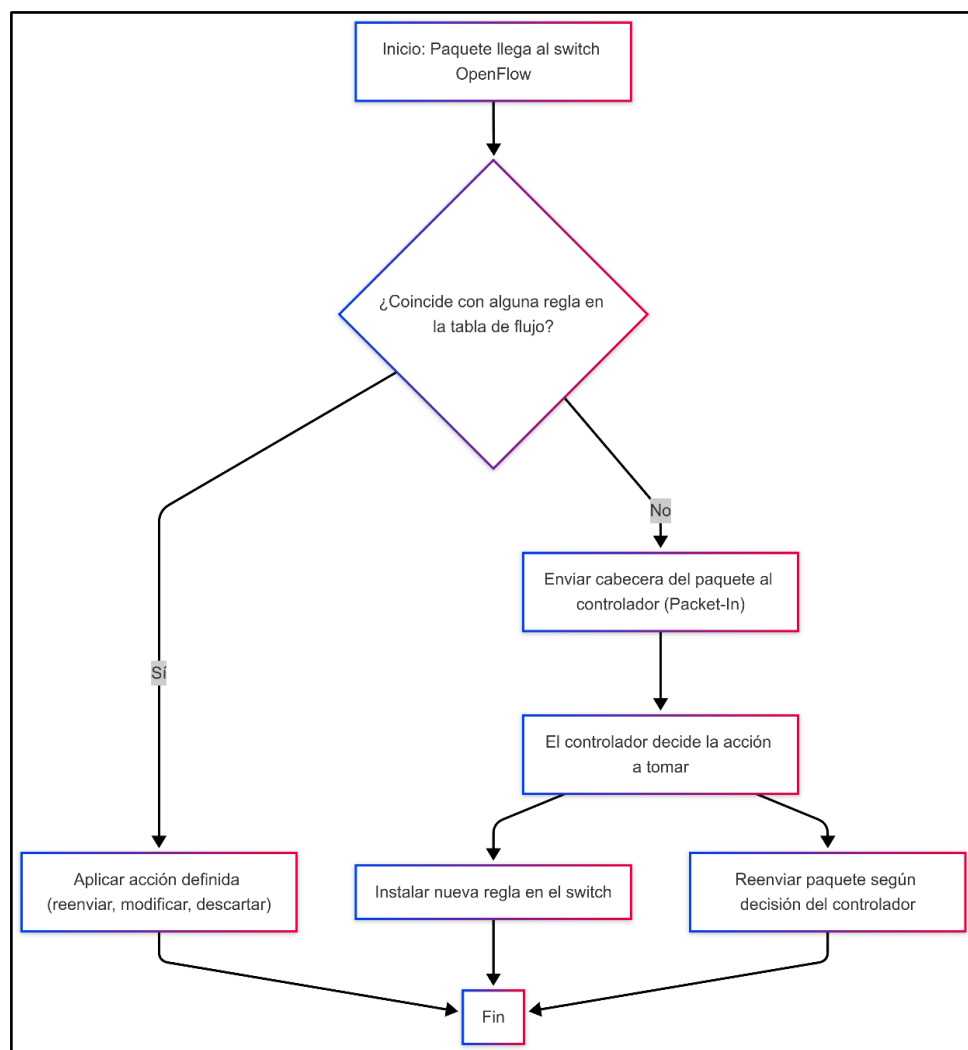 Inicio: Paquete llega al switch
OpenFlow
¿Coincide con alguna regla en
la tabla de flujo?
No
Enviar cabecera del paquete al
controlador (Packet-In)
Sí
El controlador decide la acción
a tomar
Aplicar acción definida
(reenviar, modificar, descartar)
Instalar nueva regla en el switch
Reenviar paquete según
decisión del controlador
Fin